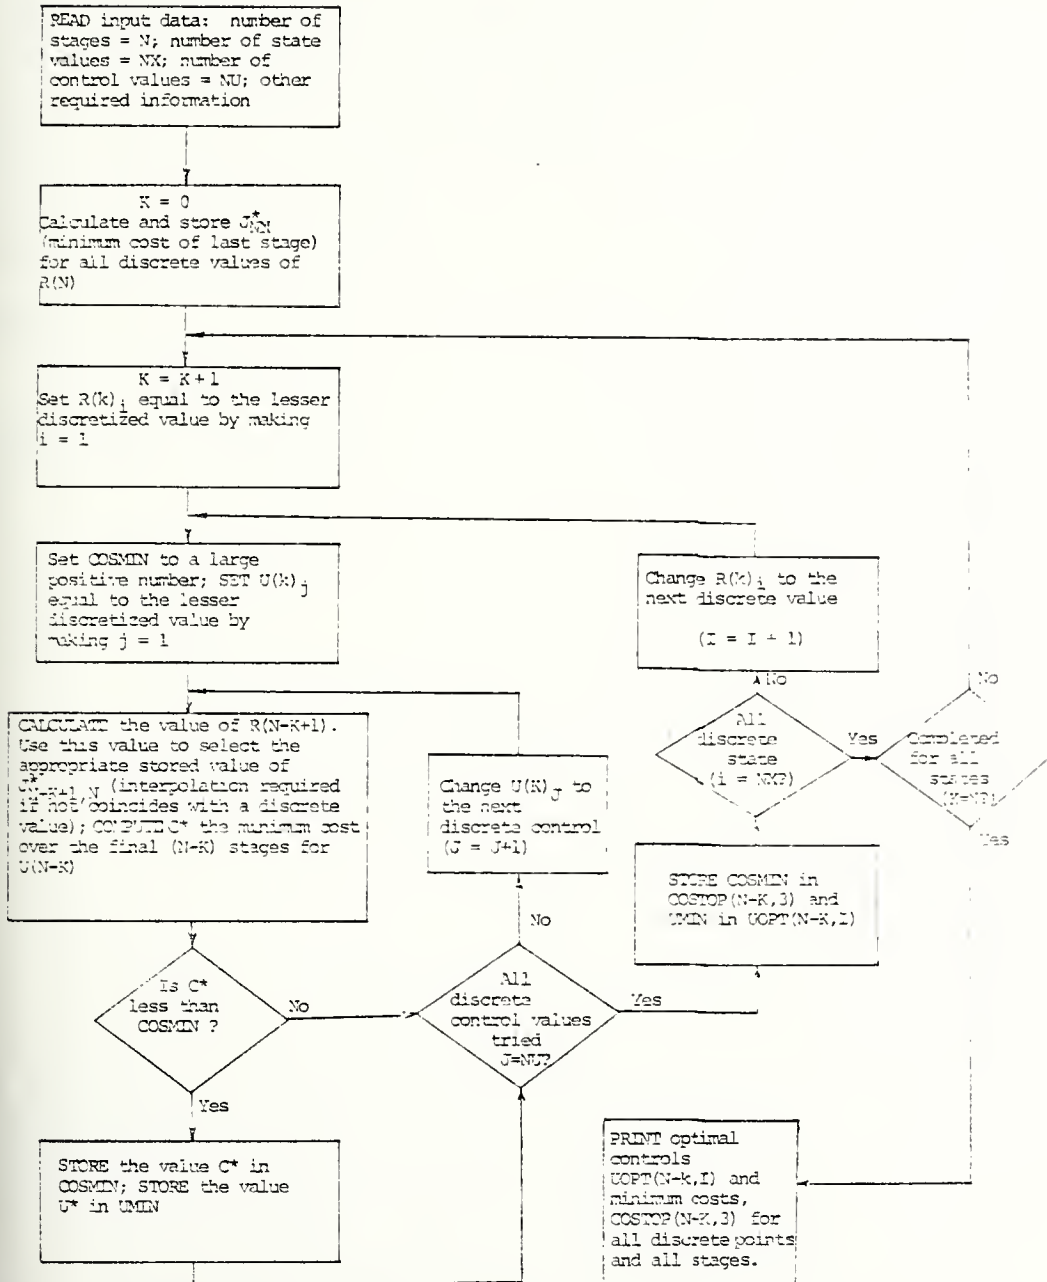 READ input data: number of
stages = N; number of state
values = NX; number of
control values = NU; other
required information
K = 0
Calculate and store J*NN
(minimum cost of last stage)
for all discrete values of
R(N)
K = K + 1
Set R(k)i equal to the lesser
discretized value by making
i = 1
Set COSMIN to a large
positive number; SET U(k)j
equal to the lesser
discretized value by
making j = 1
CALCULATE the value of R(N-K+1).
Use this value to select the
appropriate stored value of
J*N-K+1,N (interpolation required
if not coincides with a discrete
value); COMPUTE C* the minimum cost
over the final (N-K) stages for
U(N-K)
Is C*
less than
COSMIN ?
No
Yes
STORE the value C* in
COSMIN; STORE the value
U* in UMIN
All
discrete
control values
tried
J=NU?
No
Yes
Change U(K)J to
the next
discrete control
(J = J+1)
STORE COSMIN in
COSTOP(N-K,3) and
UMIN in UOPT(N-K,I)
All
discrete
state
(i = NX?)
No
Yes
Change R(k)i to the
next discrete value
(I = I + 1)
Completed
for all
states
(K=N?)
No
Yes
PRINT optimal
controls
UOPT(N-k,I) and
minimum costs,
COSTOP(N-K,3) for
all discrete points
and all stages.